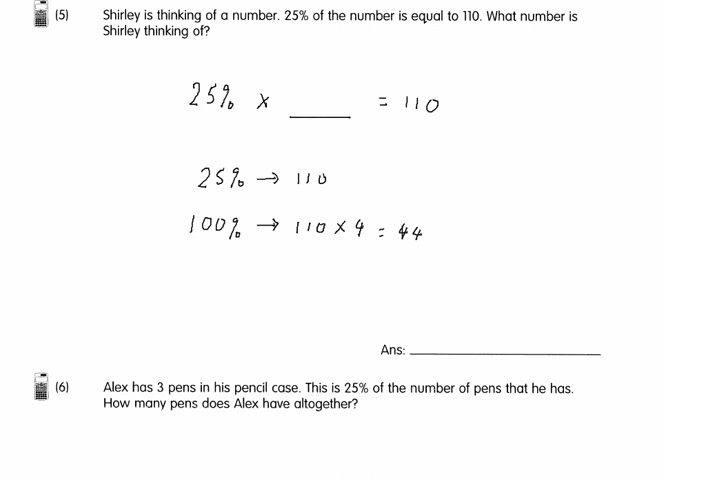 (5) Shirley is thinking of a number. 25% of the number is equal to 110. What number is
Shirley thinking of?
25% x ____ = 110
25% → 110
100% → 110 x 4 = 44
Ans: ____
(6) Alex has 3 pens in his pencil case. This is 25% of the number of pens that he has.
How many pens does Alex have altogether?